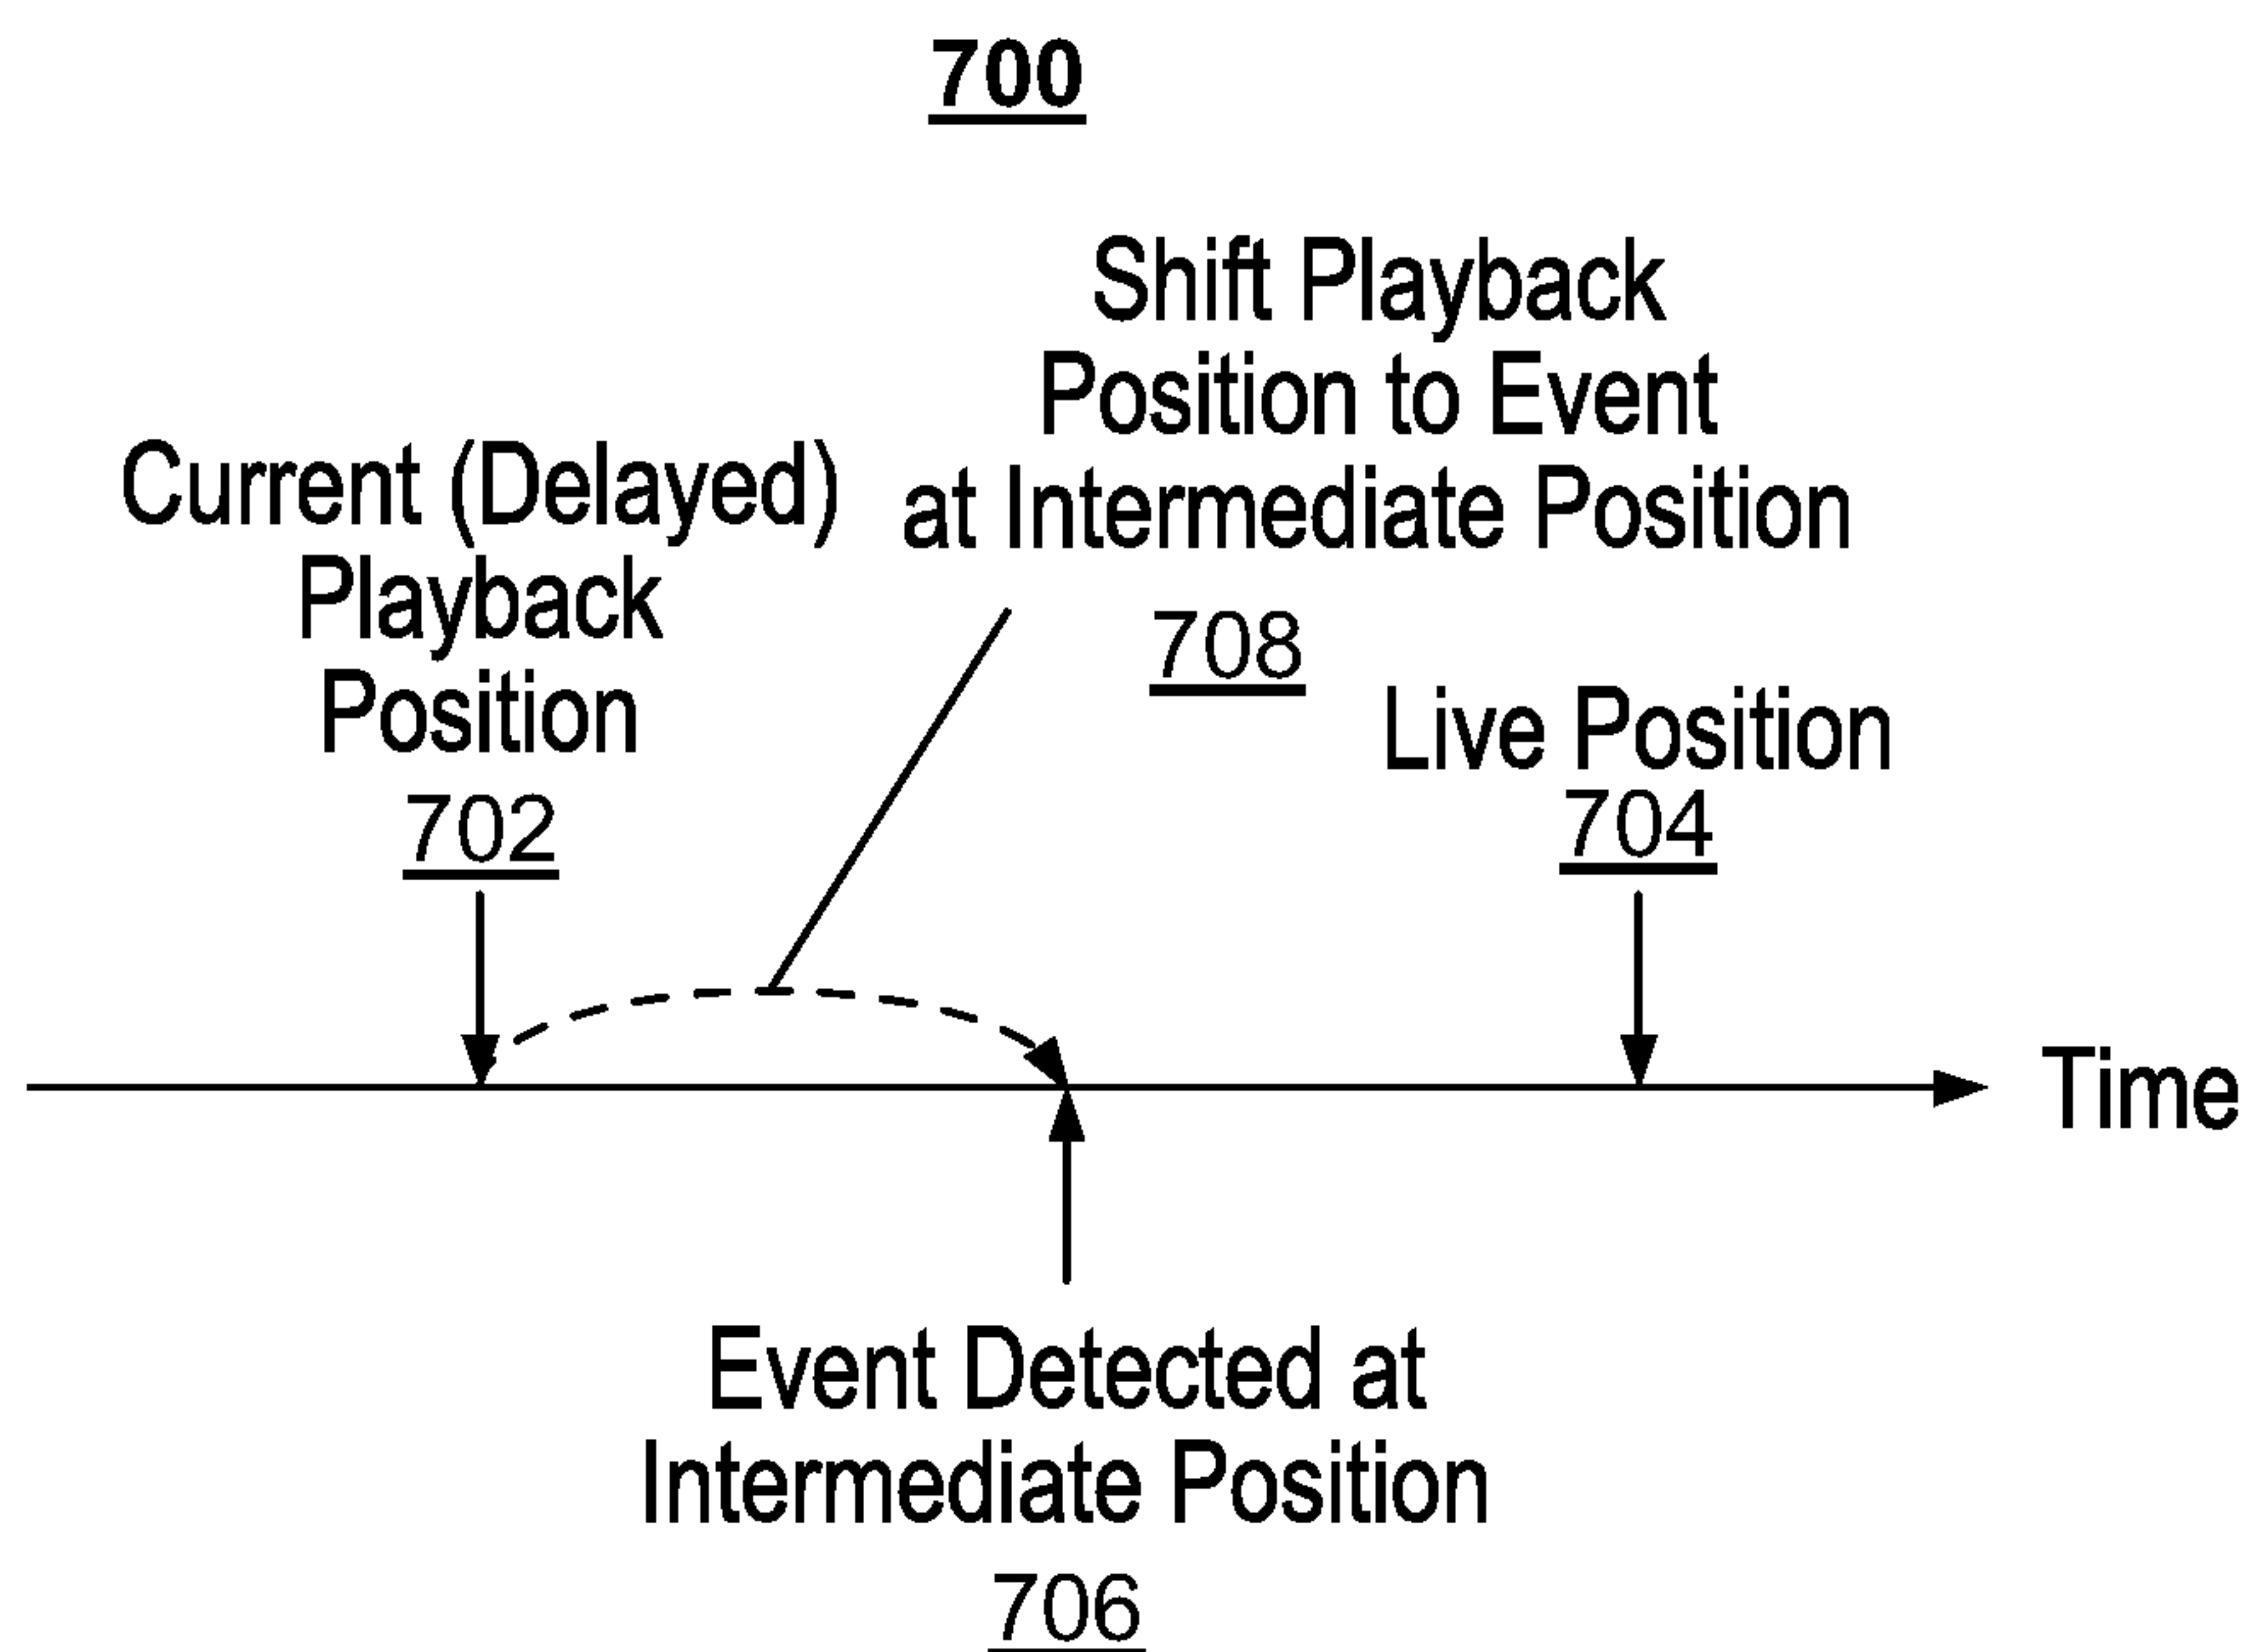 700
Shift Playback
Position to Event
at Intermediate Position
708
Current (Delayed)
Playback
Position
702
Live Position
704
Time
Event Detected at
Intermediate Position
706